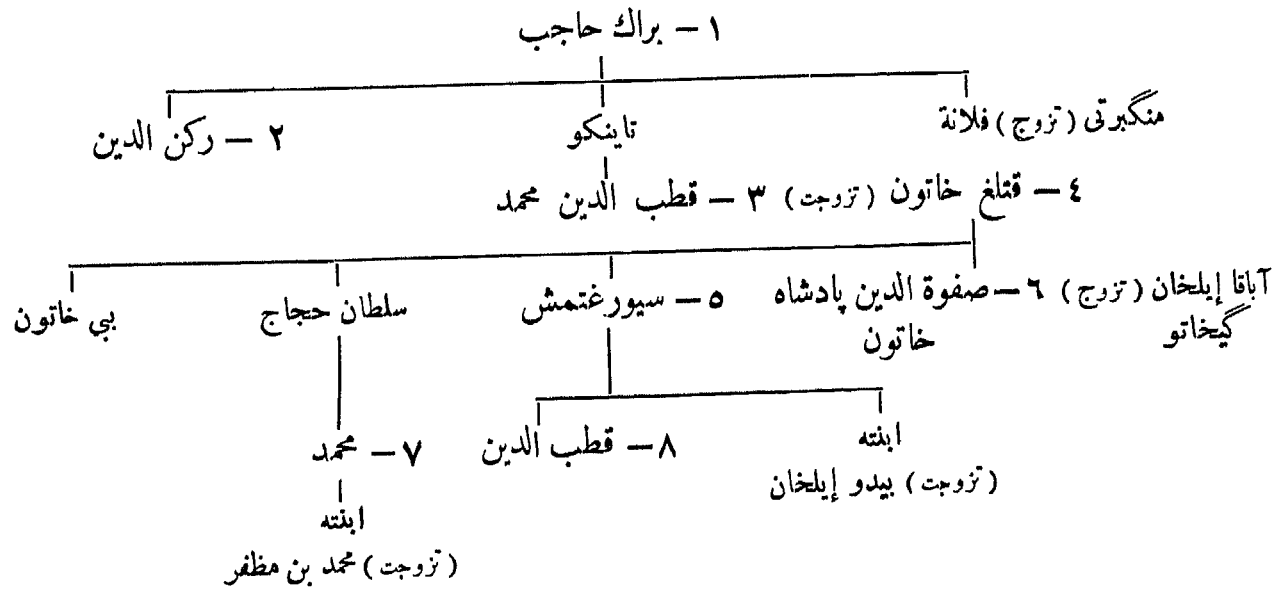 ١ – براك حاجب
منگبرتى (تزوج) فلانة
تاينكو
٢ – ركن الدين
٤ – قتلغ خاتون (تزوجت) ٣ – قطب الدين محمد
آباقا إيلخان (تزوج) ٦ – صفوة الدين پادشاه
گيخاتو
خاتون
٥ – سيورغتمش
سلطان حجاج
بيبي خاتون
ابنته
(تزوجت) بيدو إيلخان
٨ – قطب الدين
٧ – محمد
ابنته
(تزوجت) محمد بن مظفر